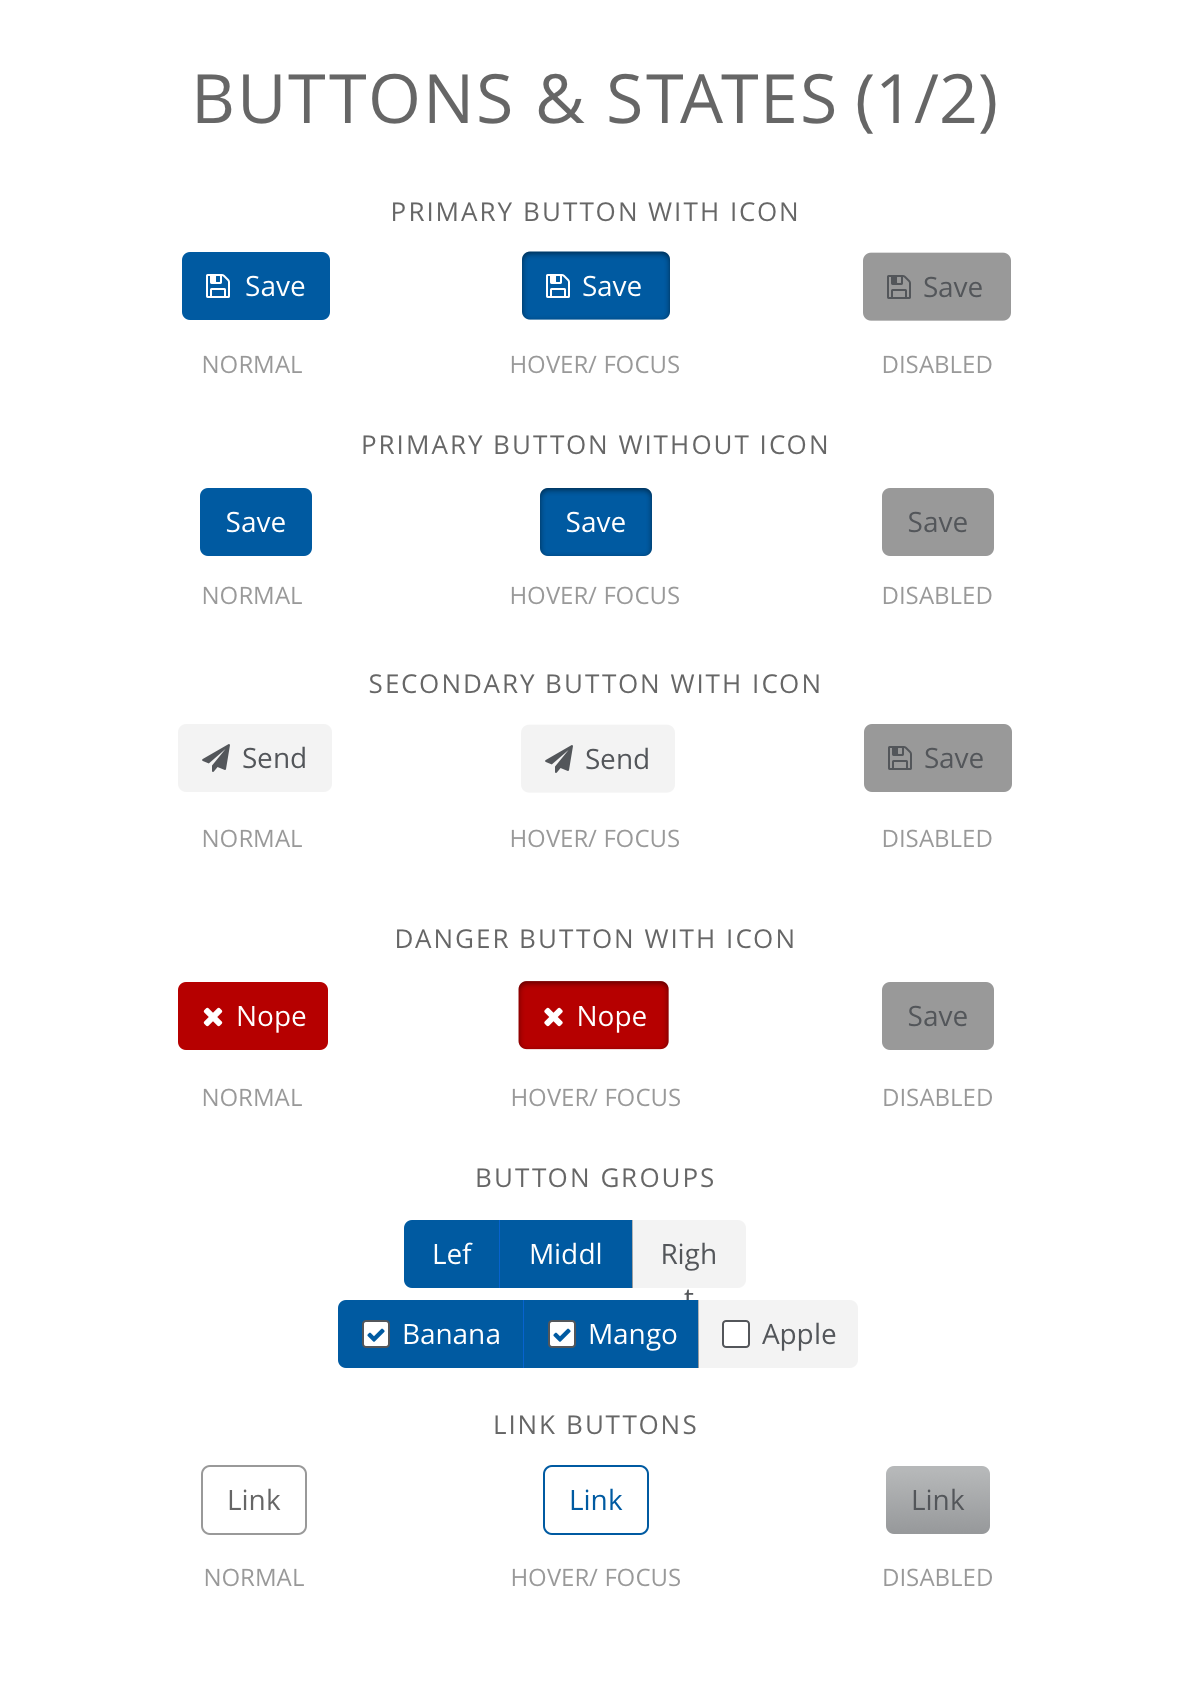 BUTTONS & STATES (1/2)
PRIMARY BUTTON WITH ICON
Save Save Save
NORMAL HOVER/ FOCUS DISABLED
PRIMARY BUTTON WITHOUT ICON
Save Save Save
NORMAL HOVER/ FOCUS DISABLED
SECONDARY BUTTON WITH ICON
Send Send Save
NORMAL HOVER/ FOCUS DISABLED
DANGER BUTTON WITH ICON
Nope Nope Save
NORMAL HOVER/ FOCUS DISABLED
BUTTON GROUPS
Lef Middl Righ
t
Banana Mango Apple
LINK BUTTONS
Link Link Link
NORMAL HOVER/ FOCUS DISABLED